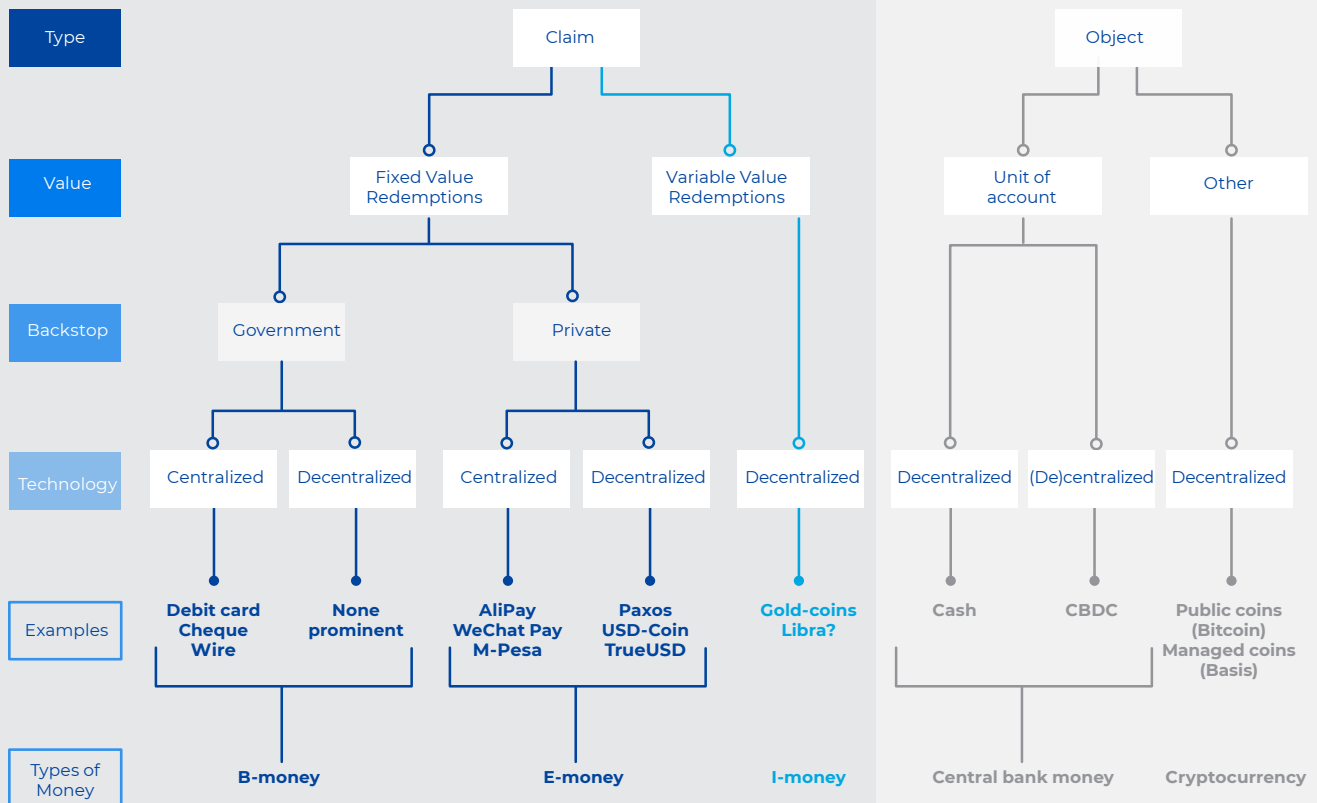 Type
Claim
Object
Value
Fixed Value
Redemptions
Variable Value
Redemptions
Unit of
account
Other
Backstop
Government
Private
Technology
Centralized
Decentralized
Centralized
Decentralized
Decentralized
Decentralized
(De)centralized
Decentralized
Examples
Debit card
Cheque
Wire
None
prominent
AliPay
WeChat Pay
M-Pesa
Paxos
USD-Coin
TrueUSD
Gold-coins
Libra?
Cash
CBDC
Public coins
(Bitcoin)
Managed coins
(Basis)
Types of
Money
B-money
E-money
I-money
Central bank money
Cryptocurrency